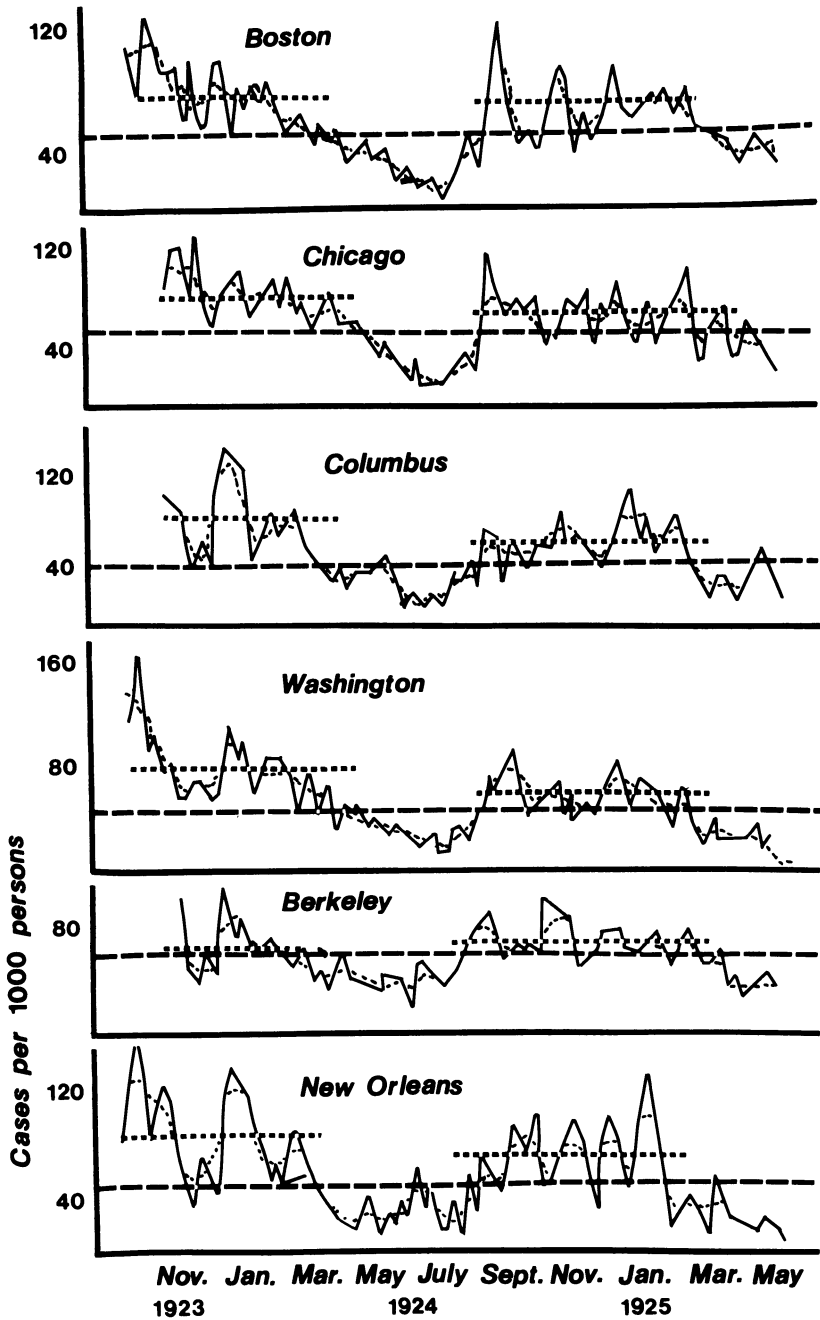 120
Boston
40
120
Chicago
40
120
Columbus
40
160
Washington
80
Berkeley
80
New Orleans
120
40
Cases per 1000 persons
Nov. Jan. Mar. May July Sept. Nov. Jan. Mar. May
1923 1924 1925